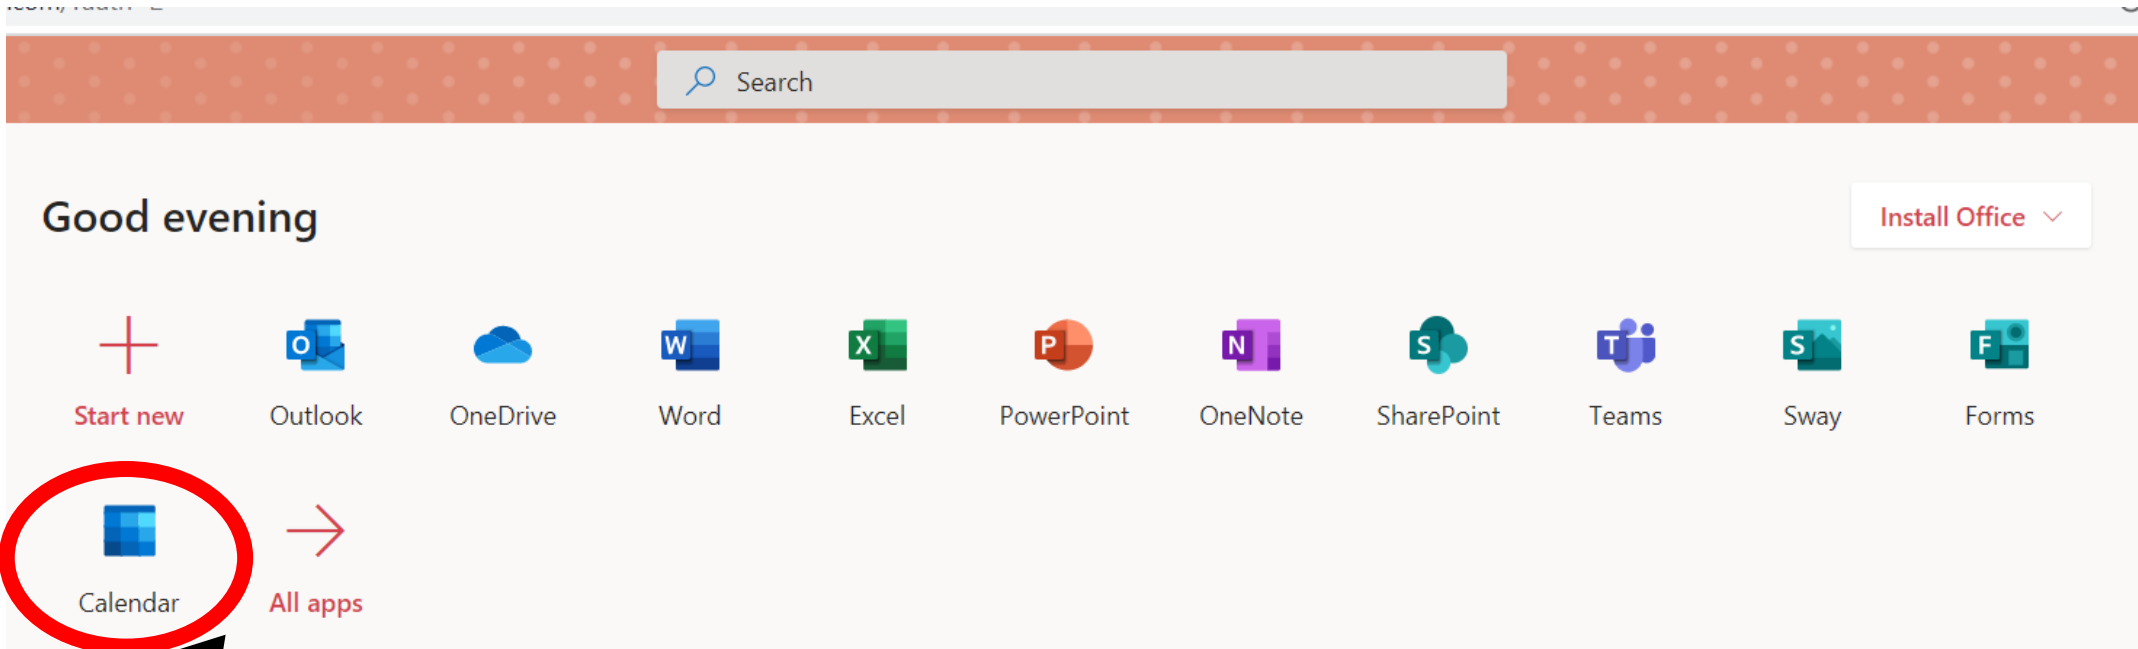 Search
Good evening
Install Office
Start new
Outlook
OneDrive
Word
Excel
PowerPoint
OneNote
SharePoint
Teams
Sway
Forms
Calendar
All apps